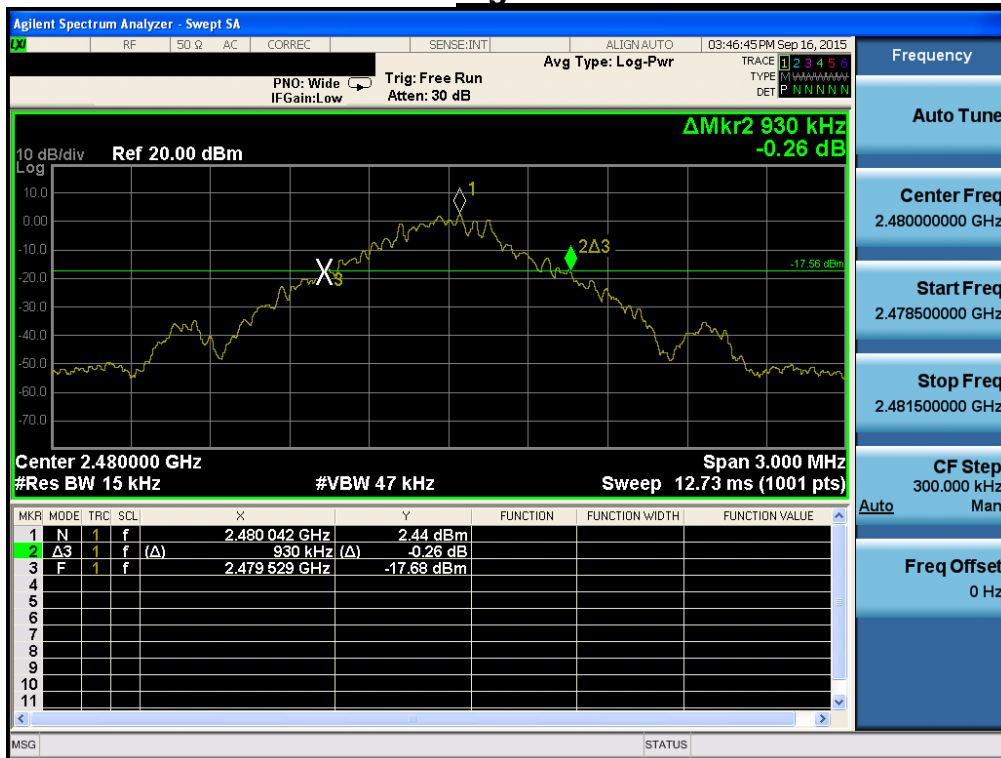 Agilent Spectrum Analyzer - Swept SA
LXI RF 50 Ω AC CORREC SENSE:INT ALIGN AUTO 03:46:45 PM Sep 16, 2015
Avg Type: Log-Pwr
TRACE 1 2 3 4 5 6
PNO: Wide Trig: Free Run
TYPE M WWWWW
IFGain:Low Atten: 30 dB
DET P N N N N N
ΔMkr2 930 kHz
-0.26 dB
10 dB/div Ref 20.00 dBm
Log
10.0
0.00
-10.0
-20.0
-30.0
-40.0
-50.0
-60.0
-70.0
1
2Δ3
-17.56 dBm
X3
Center 2.480000 GHz Span 3.000 MHz
#Res BW 15 kHz #VBW 47 kHz Sweep 12.73 ms (1001 pts)
MKR MODE TRC SCL X Y FUNCTION FUNCTION WIDTH FUNCTION VALUE
1 N 1 f 2.480 042 GHz 2.44 dBm
2 Δ3 1 f (Δ) 930 kHz (Δ) -0.26 dB
3 F 1 f 2.479 529 GHz -17.68 dBm
4
5
6
7
8
9
10
11
MSG STATUS
Frequency
Auto Tune
Center Freq
2.480000000 GHz
Start Freq
2.478500000 GHz
Stop Freq
2.481500000 GHz
CF Step
300.000 kHz
Auto Man
Freq Offset
0 Hz